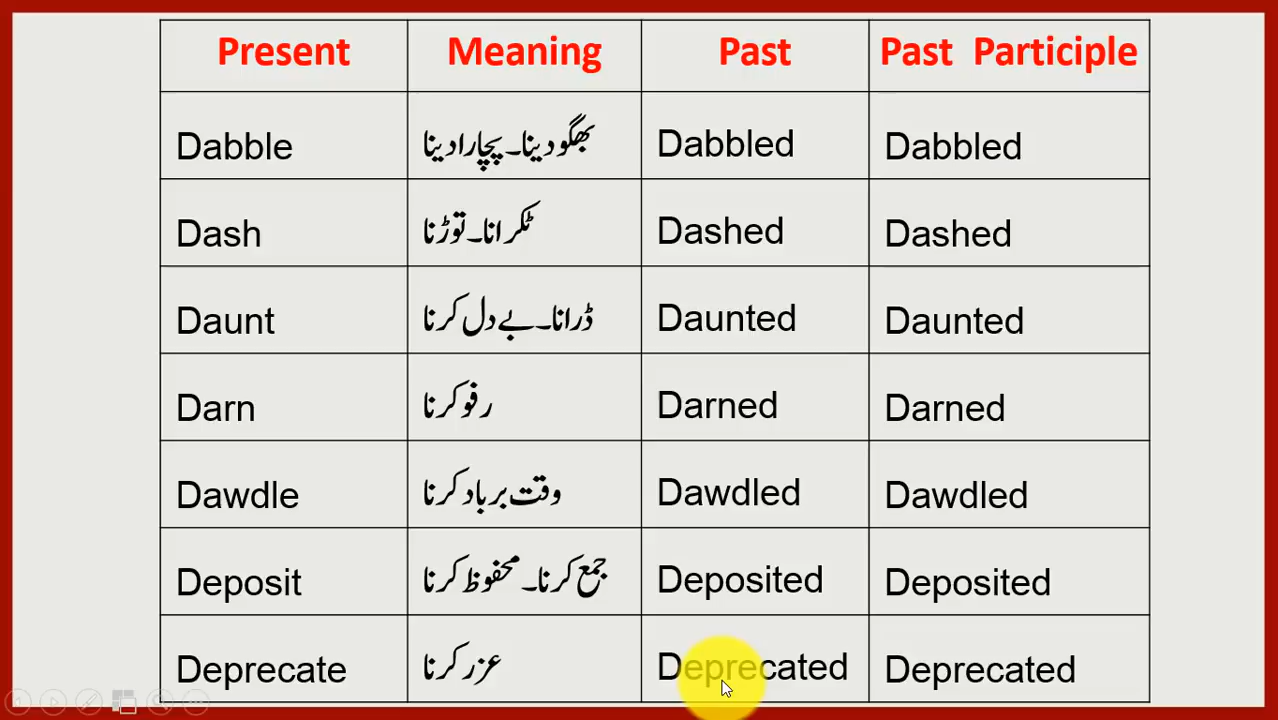 Present Meaning Past Past Participle
Dabble بھگو دینا۔ پچارا دینا Dabbled Dabbled
Dash ٹکرانا۔ توڑنا Dashed Dashed
Daunt ڈرانا۔ بے دل کرنا Daunted Daunted
Darn رفو کرنا Darned Darned
Dawdle وقت برباد کرنا Dawdled Dawdled
Deposit جمع کرنا۔ محفوظ کرنا Deposited Deposited
Deprecate عزر کرنا Deprecated Deprecated